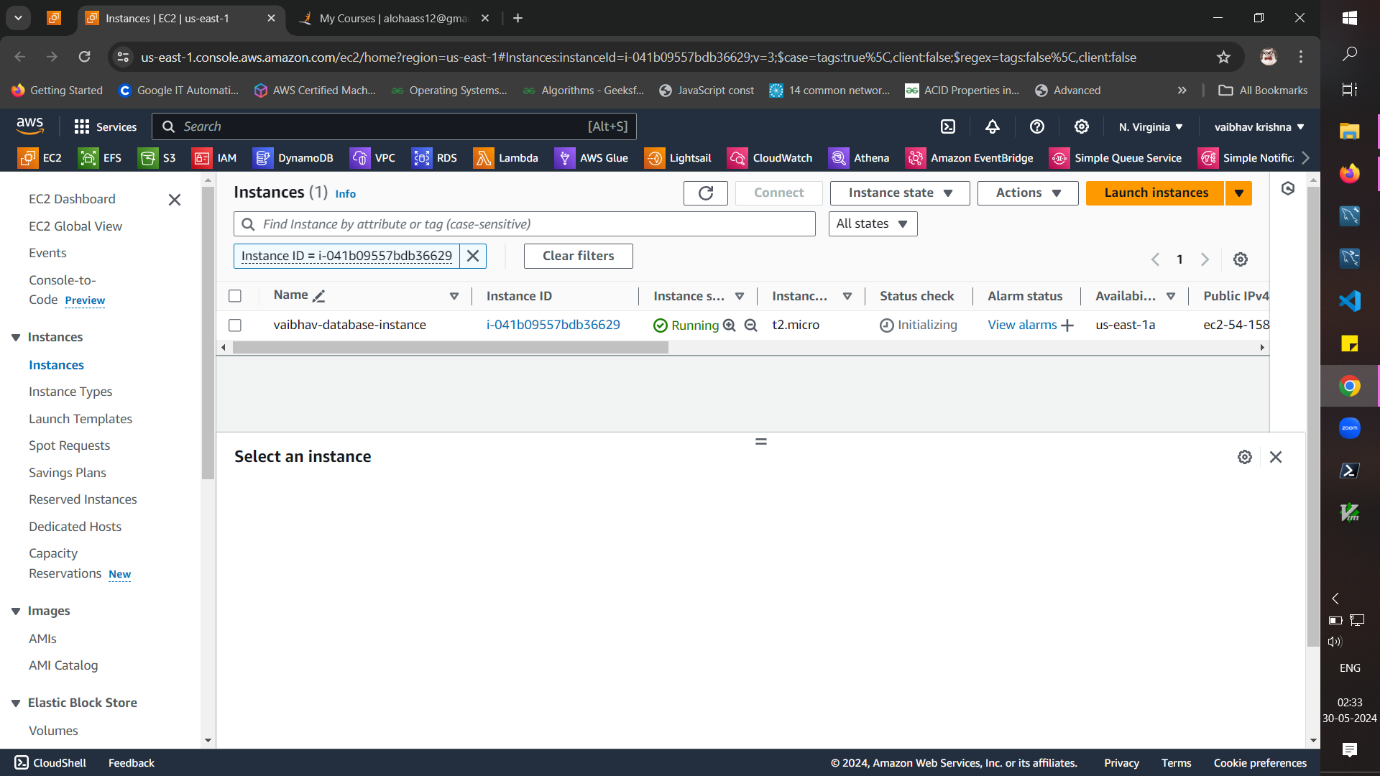 Instances | EC2 | us-east-1
My Courses | alohaass12@gma
us-east-1.console.aws.amazon.com/ec2/home?region=us-east-1#Instances:instanceId=i-041b09557bdb36629;v=3;$case=tags:true%5C,client:false;$regex=tags:false%5C,client:false
Getting Started
Google IT Automati...
AWS Certified Mach...
Operating Systems...
Algorithms - Geeksf...
JavaScript const
14 common networ...
ACID Properties in...
Advanced
»
All Bookmarks
aws
Services
Search
[Alt+S]
N. Virginia
vaibhav krishna
EC2
EFS
S3
IAM
DynamoDB
VPC
RDS
Lambda
AWS Glue
Lightsail
CloudWatch
Athena
Amazon EventBridge
Simple Queue Service
Simple Notific
EC2 Dashboard
EC2 Global View
Events
Console-to-
Code Preview
Instances
Instances
Instance Types
Launch Templates
Spot Requests
Savings Plans
Reserved Instances
Dedicated Hosts
Capacity
Reservations New
Images
AMIs
AMI Catalog
Elastic Block Store
Volumes
Instances (1) Info
Connect
Instance state
Actions
Launch instances
Find Instance by attribute or tag (case-sensitive)
All states
Instance ID = i-041b09557bdb36629
Clear filters
1
Name
Instance ID
Instance s...
Instanc...
Status check
Alarm status
Availabi...
Public IPv4
vaibhav-database-instance
i-041b09557bdb36629
Running
t2.micro
Initializing
View alarms +
us-east-1a
ec2-54-158
Select an instance
zoom
ENG
02:33
30-05-2024
CloudShell
Feedback
© 2024, Amazon Web Services, Inc. or its affiliates.
Privacy
Terms
Cookie preferences